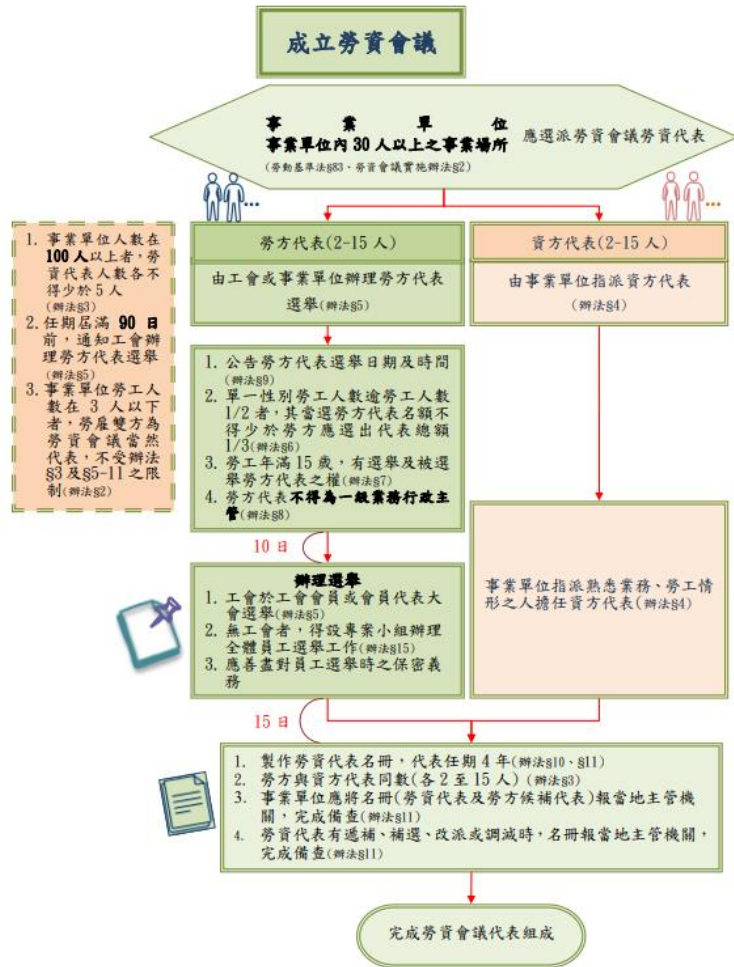 成立勞資會議
事業單位
事業單位內 30 人以上之事業場所
應選派勞資會議勞資代表
(勞動基準法§83、勞資會議實施辦法§2)
...
...
1. 事業單位人數在
100 人以上者，勞
資代表人數各不
得少於 5 人
(辦法§3)
2. 任期屆滿 90 日
前，通知工會辦
理勞方代表選舉
(辦法§5)
3. 事業單位勞工人
數在 3 人以下
者，勞雇雙方為
勞資會議當然
代表，不受辦法
§3 及§5-11 之限
制(辦法§2)
勞方代表(2-15 人)
由工會或事業單位辦理勞方代表
選舉(辦法§5)
資方代表(2-15 人)
由事業單位指派資方代表
(辦法§4)
1. 公告勞方代表選舉日期及時間
(辦法§9)
2. 單一性別勞工人數逾勞工人數
1/2 者，其當選勞方代表名額不
得少於勞方應選出代表總額
1/3(辦法§6)
3. 勞工年滿 15 歲，有選舉及被選
舉勞方代表之權(辦法§7)
4. 勞方代表不得為一級業務行政主
管(辦法§8)
10 日
辦理選舉
1. 工會於工會會員或會員代表大
會選舉(辦法§5)
2. 無工會者，得設專案小組辦理
全體員工選舉工作(辦法§15)
3. 應善盡對員工選舉時之保密義
務
事業單位指派熟悉業務、勞工情
形之人擔任資方代表(辦法§4)
15 日
1. 製作勞資代表名冊，代表任期 4 年(辦法§10、§11)
2. 勞方與資方代表同數(各 2 至 15 人) (辦法§3)
3. 事業單位應將名冊(勞資代表及勞方候補代表)報當地主管機
關，完成備查(辦法§11)
4. 勞資代表有遞補、補選、改派或調減時，名冊報當地主管機關，
完成備查(辦法§11)
完成勞資會議代表組成